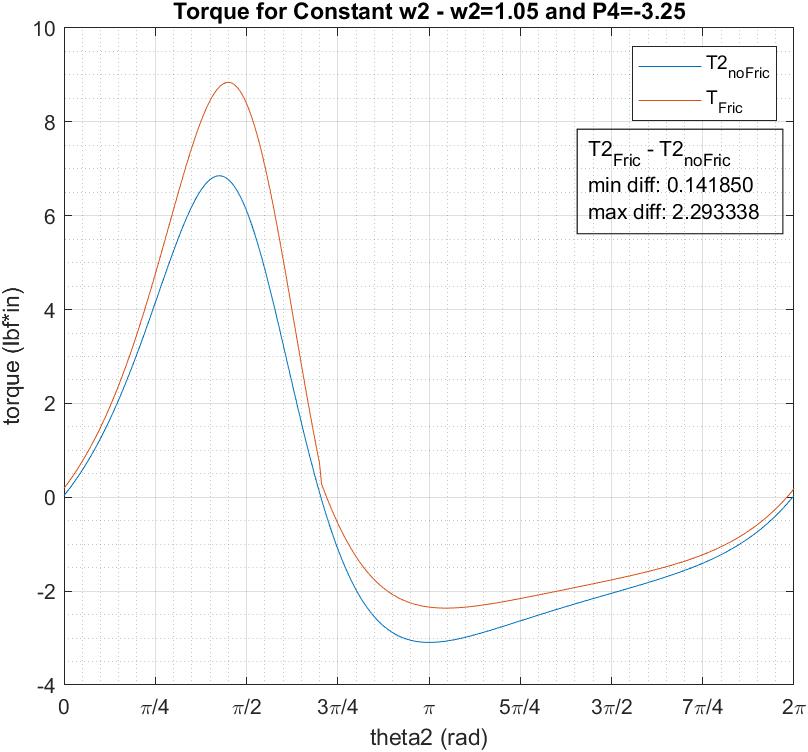 Torque for Constant w2 - w2=1.05 and P4=-3.25
10
8
6
4
2
0
-2
-4
torque (lbf*in)
T2noFric
TFric
T2Fric - T2noFric
min diff: 0.141850
max diff: 2.293338
0 π/4 π/2 3π/4 π 5π/4 3π/2 7π/4 2π
theta2 (rad)